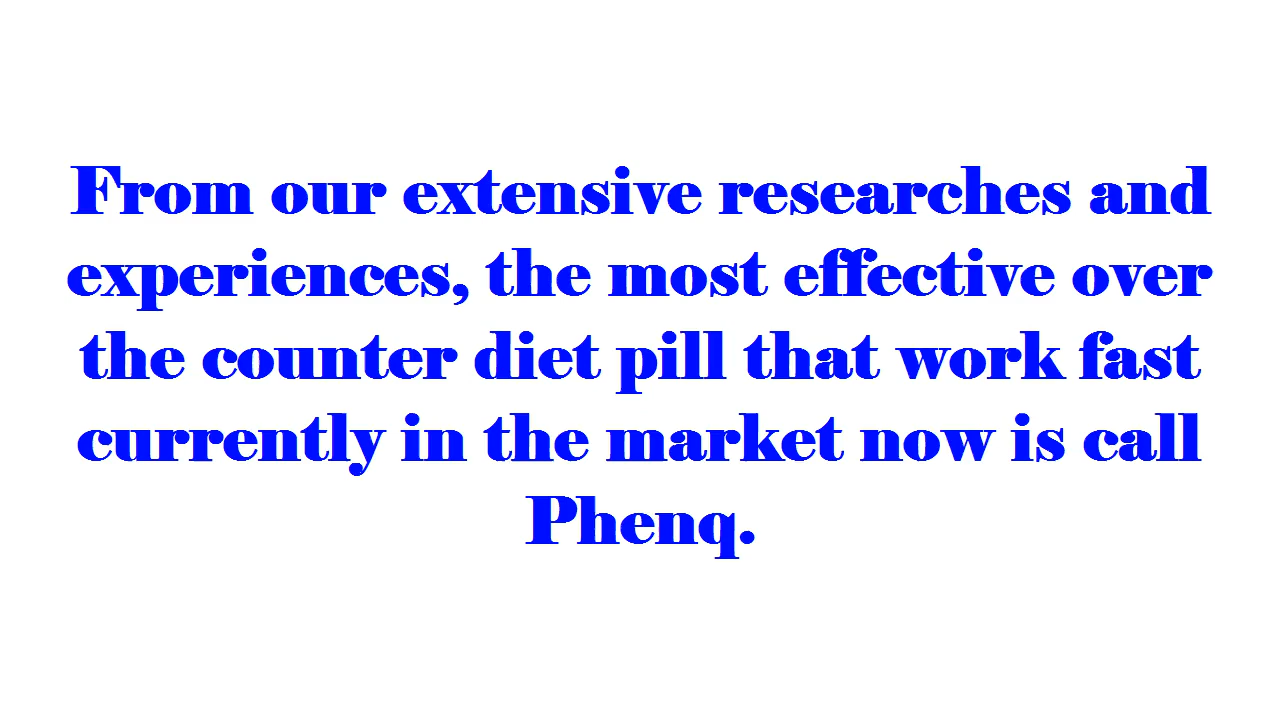 From our extensive researches and
experiences, the most effective over
the counter diet pill that work fast
currently in the market now is call
Phenq.